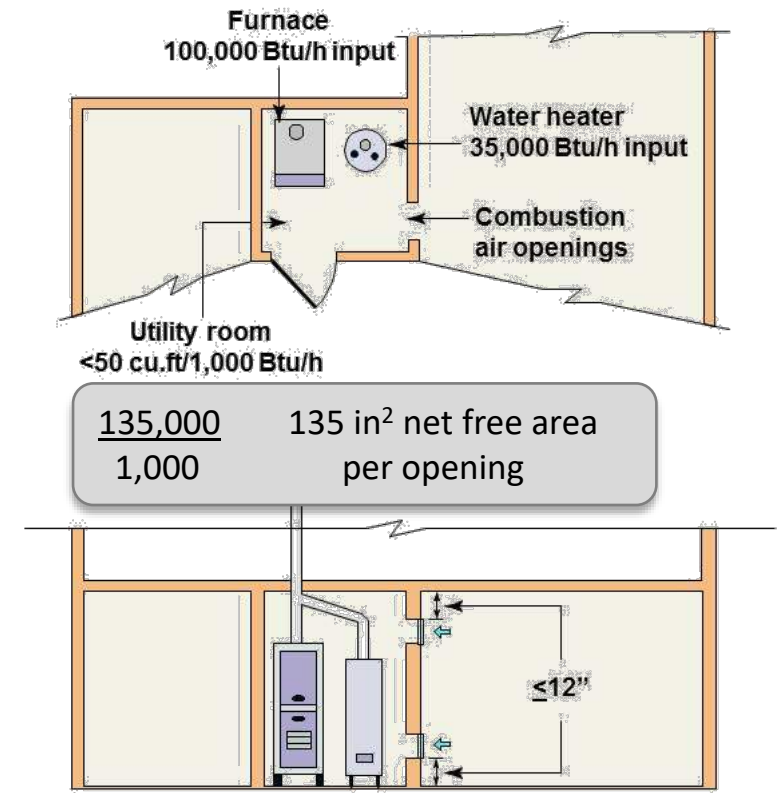 Furnace
100,000 Btu/h input
Water heater
35,000 Btu/h input
Combustion
air openings
Utility room
<50 cu.ft/1,000 Btu/h
135,000 135 in² net free area
1,000 per opening
≤12”